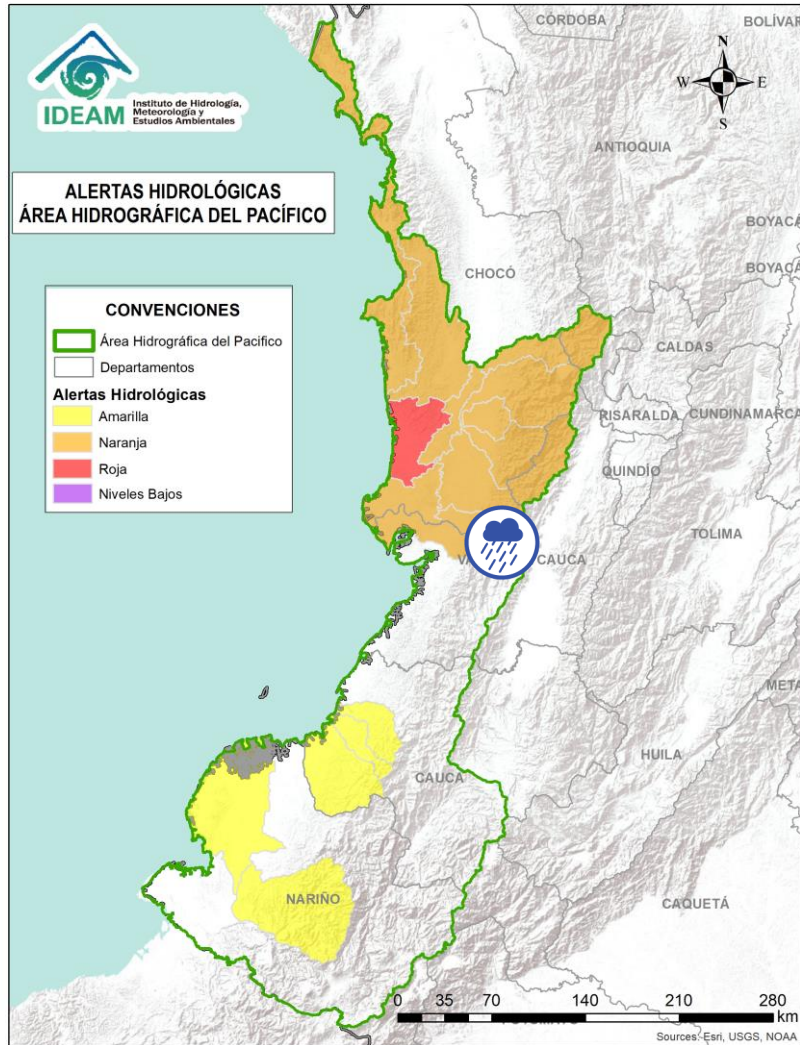 IDEAM
Instituto de Hidrología,
Meteorología y
Estudios Ambientales
ALERTAS HIDROLÓGICAS
ÁREA HIDROGRÁFICA DEL PACÍFICO
CONVENCIONES
Área Hidrográfica del Pacifico
Departamentos
Alertas Hidrológicas
Amarilla
Naranja
Roja
Niveles Bajos
N
W E
S
CÓRDOBA
BOLÍVAR
ANTIOQUIA
BOYACÁ
BOYACÁ
CHOCÓ
CALDAS
RISARALDA
CUNDINAMARCA
QUINDÍO
TOLIMA
CAUCA
META
HUILA
CAUCA
NARIÑO
CAQUETÁ
0 35 70 140 210 280
km
Sources: Esri, USGS, NOAA